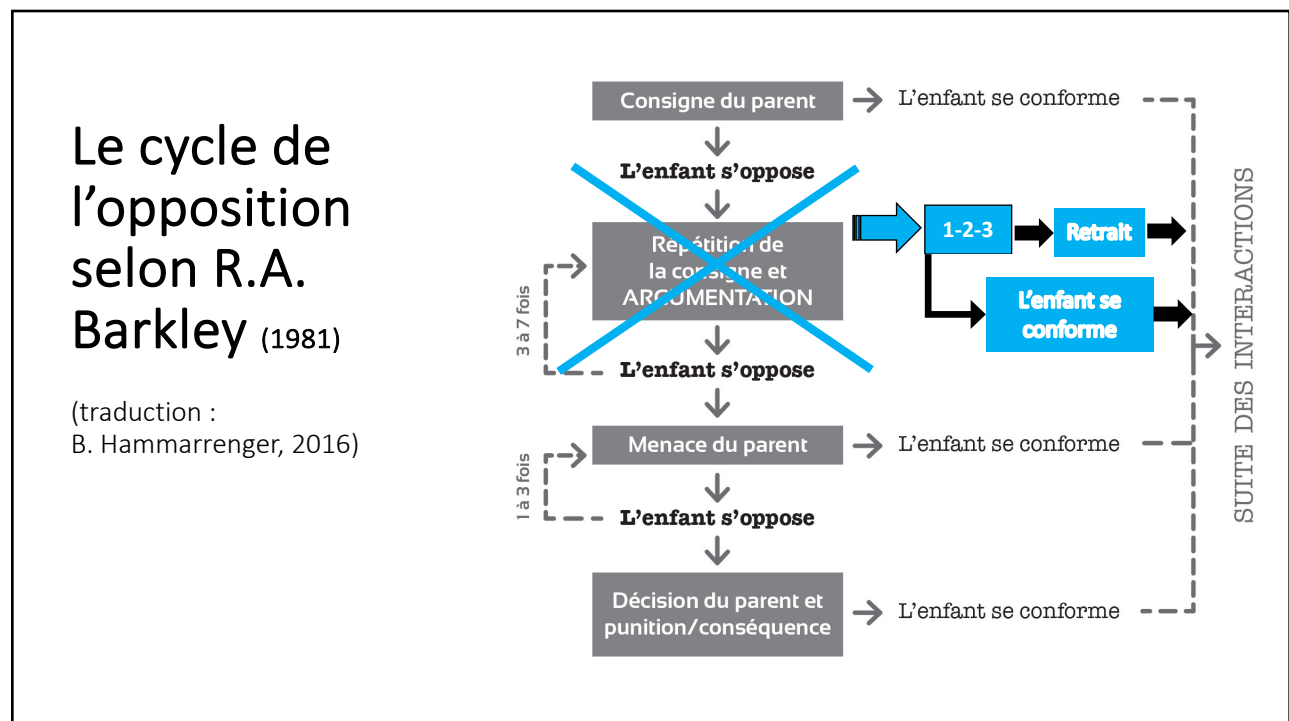 Le cycle de
l'opposition
selon R.A.
Barkley (1981)
(traduction :
B. Hammarrenger, 2016)
Consigne du parent
L'enfant se conforme
L'enfant s'oppose
Répétition de
la consigne et
ARGUMENTATION
3 à 7 fois
1-2-3
Retrait
L'enfant se
conforme
L'enfant s'oppose
Menace du parent
L'enfant se conforme
1 à 3 fois
L'enfant s'oppose
Décision du parent et
punition/conséquence
L'enfant se conforme
SUITE DES INTERACTIONS